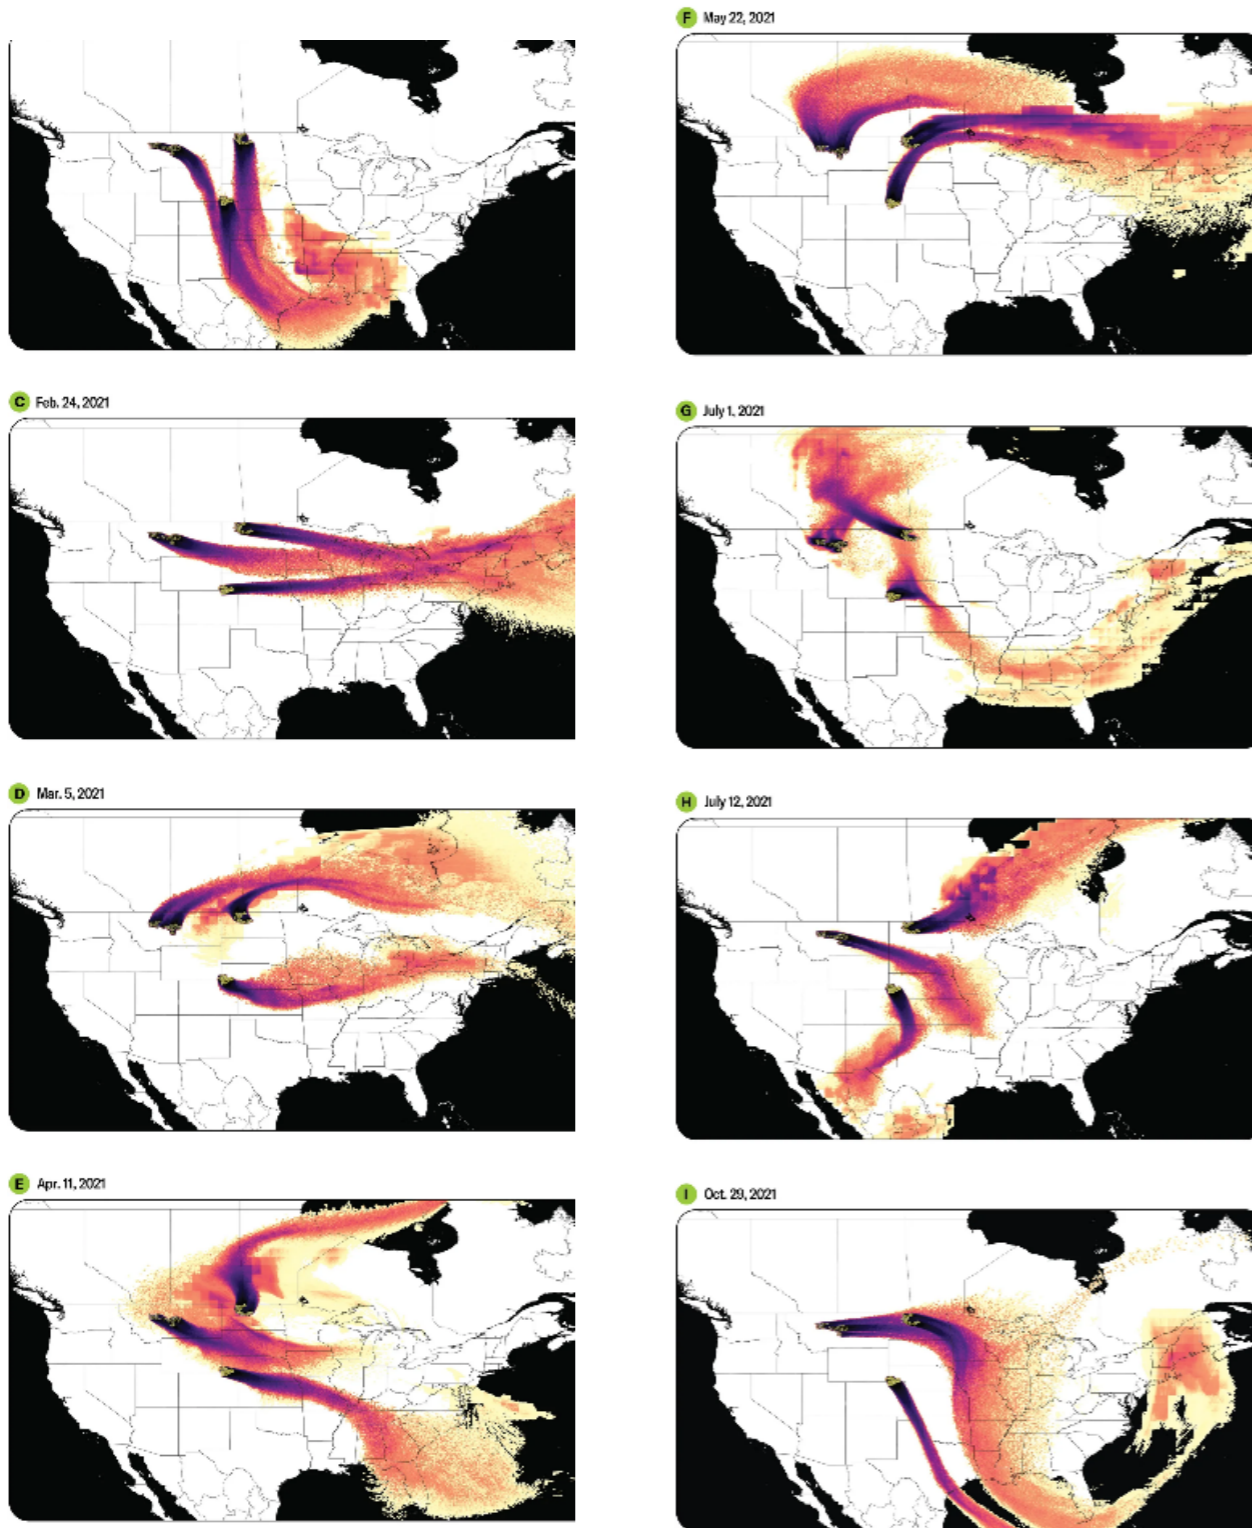 F May 22, 2021
C Feb. 24, 2021
G July 1, 2021
D Mar. 5, 2021
H July 12, 2021
E Apr. 11, 2021
I Oct. 29, 2021